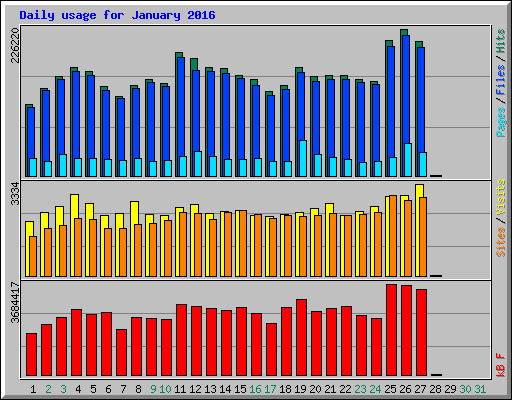 Daily usage for January 2016
226220
Pages / Files / Hits
3334
Sites / Visits
3684417
kB F
1 2 3 4 5 6 7 8 9 10 11 12 13 14 15 16 17 18 19 20 21 22 23 24 25 26 27 28 29 30 31